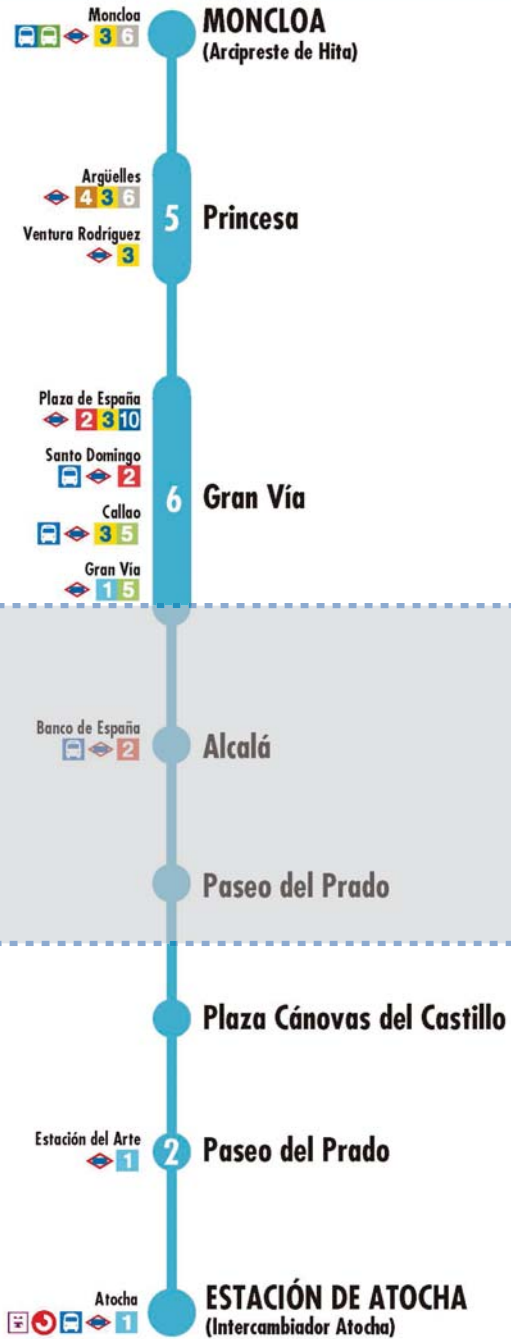 Moncloa
3 6
MONCLOA
(Arcipreste de Hita)
Argüelles
4 3 6
Ventura Rodríguez
3
5
Princesa
Plaza de España
2 3 10
Santo Domingo
2
Callao
3 5
Gran Vía
1 5
6
Gran Vía
Banco de España
2
Alcalá
Paseo del Prado
Plaza Cánovas del Castillo
Estación del Arte
1
2
Paseo del Prado
Atocha
1
ESTACIÓN DE ATOCHA
(Intercambiador Atocha)